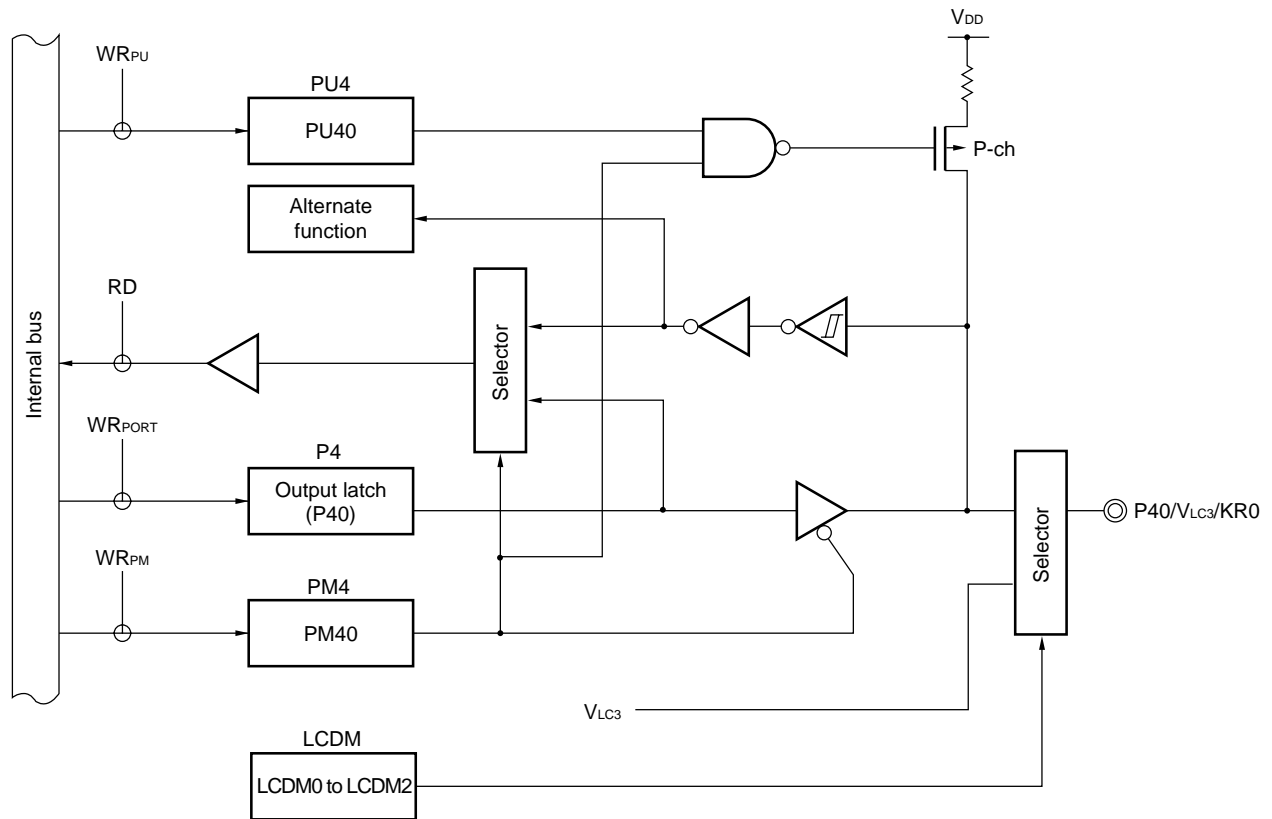 VDD
WRPU
PU4
PU40
P-ch
Alternate
function
RD
Selector
Internal bus
WRPORT
P4
Output latch
(P40)
P40/VLC3/KR0
Selector
WRPM
PM4
PM40
VLC3
LCDM
LCDM0 to LCDM2